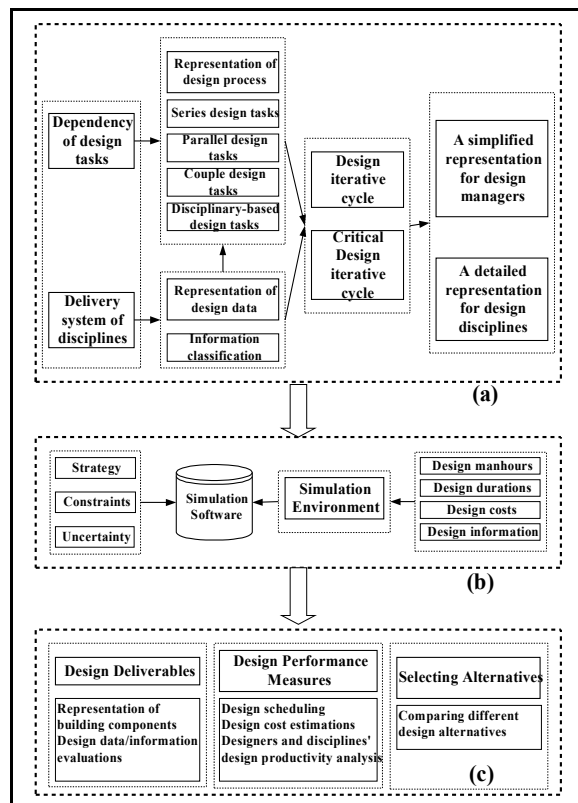 Dependency
of design
tasks
Delivery
system of
disciplines
Representation of
design process
Series design tasks
Parallel design
tasks
Couple design
tasks
Disciplinary-based
design tasks
Representation of
design data
Information
classification
Design
iterative
cycle
Critical
Design
iterative
cycle
A simplified
representation
for design
managers
A detailed
representation
for design
disciplines
(a)
Strategy
Constraints
Uncertainty
Simulation
Software
Simulation
Environment
Design manhours
Design durations
Design costs
Design information
(b)
Design Deliverables
Representation of
building components
Design data/information
evaluations
Design Performance
Measures
Design scheduling
Design cost estimations
Designers and disciplines'
design productivity analysis
Selecting Alternatives
Comparing different
design alternatives
(c)